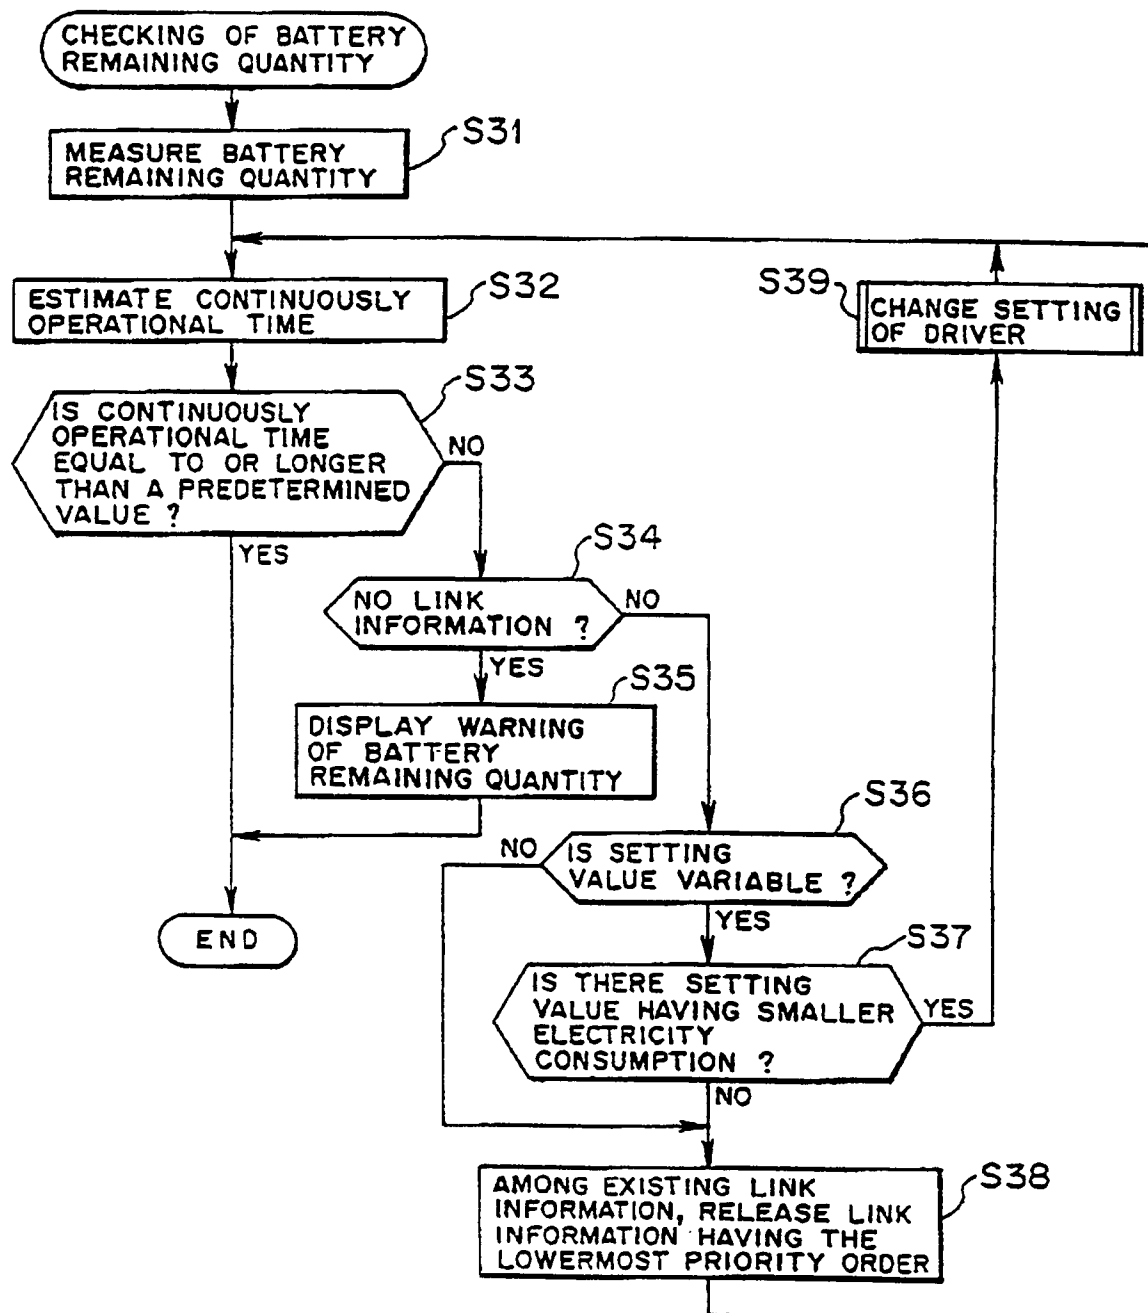 CHECKING OF BATTERY
REMAINING QUANTITY
S31
MEASURE BATTERY
REMAINING QUANTITY
S32
ESTIMATE CONTINUOUSLY
OPERATIONAL TIME
S39
CHANGE SETTING
OF DRIVER
S33
IS CONTINUOUSLY
OPERATIONAL TIME
EQUAL TO OR LONGER
THAN A PREDETERMINED
VALUE ?
NO
YES
S34
NO LINK
INFORMATION ?
NO
YES
S35
DISPLAY WARNING
OF BATTERY
REMAINING QUANTITY
S36
NO
IS SETTING
VALUE VARIABLE ?
YES
END
S37
IS THERE SETTING
VALUE HAVING SMALLER
ELECTRICITY
CONSUMPTION ?
YES
NO
S38
AMONG EXISTING LINK
INFORMATION, RELEASE LINK
INFORMATION HAVING THE
LOWERMOST PRIORITY ORDER